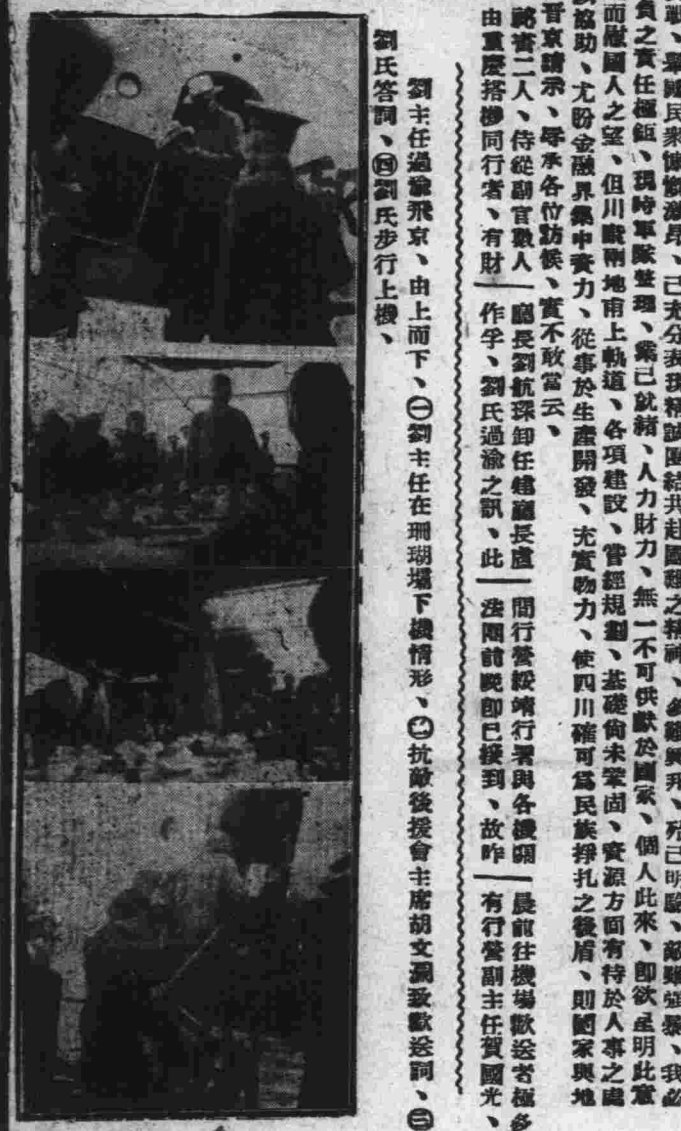 戰、舉國民衆慷慨激昂、已充分表現精誠團結共赴國難之精神、多難興邦、殆已明驗、敵雖强暴、我必
負之責任極鉅、現時軍隊整理、業已就緒、人力財力、無一不可供獻於國家、個人此來、卽欲呈明此意
而慰國人之望、但川康兩地甫上軌道、各項建設、曾經規劃、基礎尙未鞏固、資源方面有待於人事之處
協助、尤盼金融界集中資力、從事於生產開發、充實物力、使四川確可爲民族掙扎之後盾、則國家與地
晋京請示、辱承各位訪候、實不敢當云、
祕書二人、侍從副官數人
由重慶搭機同行者、有財
廳長劉航琛卸任建廳長盧
作孚、劉氏過渝之訊、此
間行營綏靖行署與各機關
法團前晚卽已接到、故昨
晨前往機場歡送者極多
有行營副主任賀國光、
劉主任過渝飛京、由上而下、㊀劉主任在珊瑚壩下機情形、㊁抗敵後援會主席胡文瀾致歡送詞、㊂
劉氏答詞、㊃劉氏步行上機、